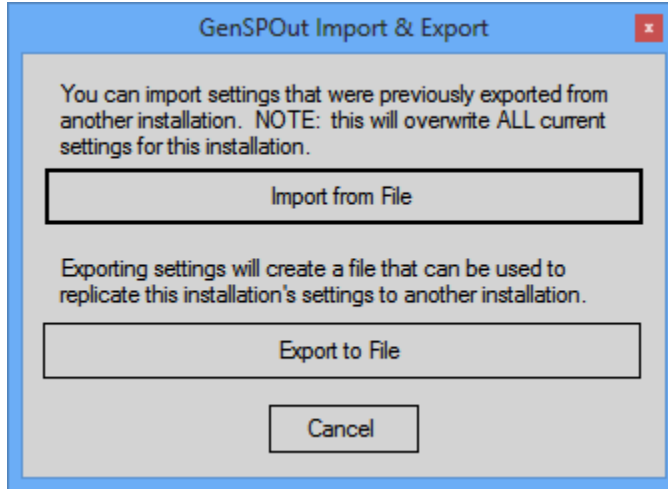 GenSPOut Import & Export
x
You can import settings that were previously exported from
another installation.  NOTE:  this will overwrite ALL current
settings for this installation.
Import from File
Exporting settings will create a file that can be used to
replicate this installation's settings to another installation.
Export to File
Cancel